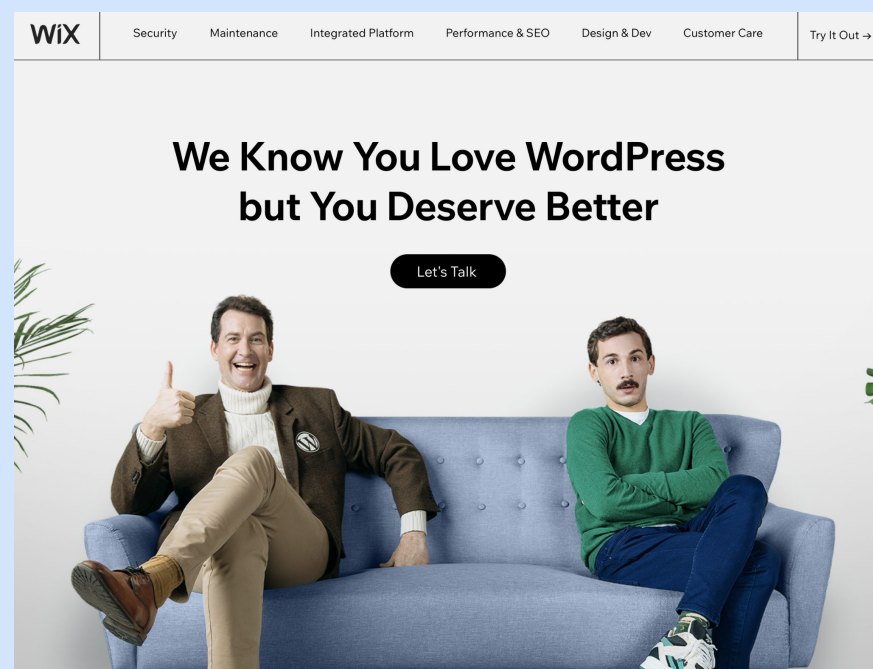 WiX
Security
Maintenance
Integrated Platform
Performance & SEO
Design & Dev
Customer Care
Try It Out →
We Know You Love WordPress
but You Deserve Better
Let's Talk
W